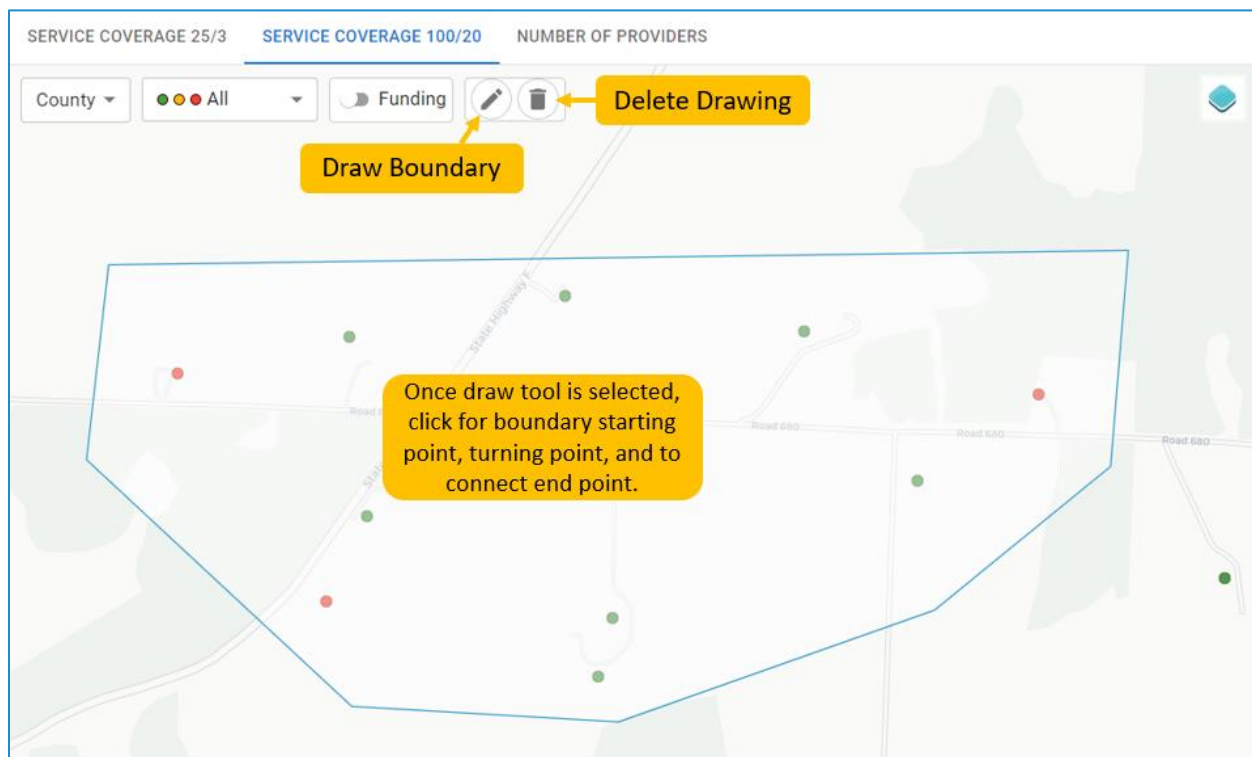 SERVICE COVERAGE 25/3 SERVICE COVERAGE 100/20 NUMBER OF PROVIDERS
County All Funding
Delete Drawing
Draw Boundary
State Highway F
Once draw tool is selected,
click for boundary starting
point, turning point, and to
connect end point.
Road
Road 680
Road 680
Road 680
State